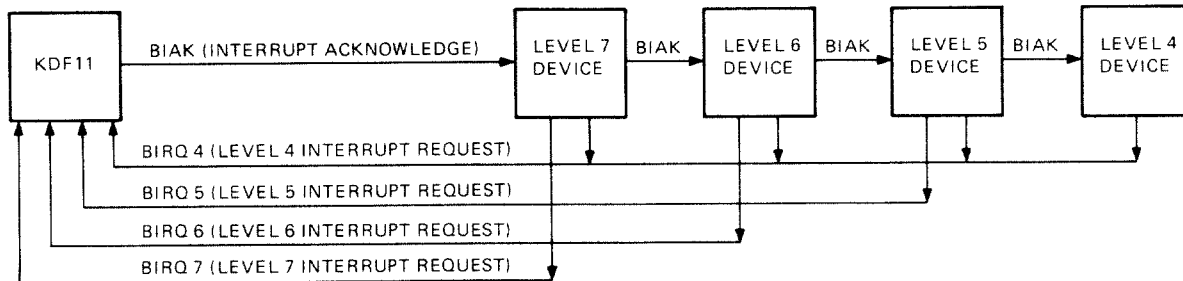 KDF11
BIAK (INTERRUPT ACKNOWLEDGE)
LEVEL 7
DEVICE
BIAK
LEVEL 6
DEVICE
BIAK
LEVEL 5
DEVICE
BIAK
LEVEL 4
DEVICE
BIRQ 4 (LEVEL 4 INTERRUPT REQUEST)
BIRQ 5 (LEVEL 5 INTERRUPT REQUEST)
BIRQ 6 (LEVEL 6 INTERRUPT REQUEST)
BIRQ 7 (LEVEL 7 INTERRUPT REQUEST)